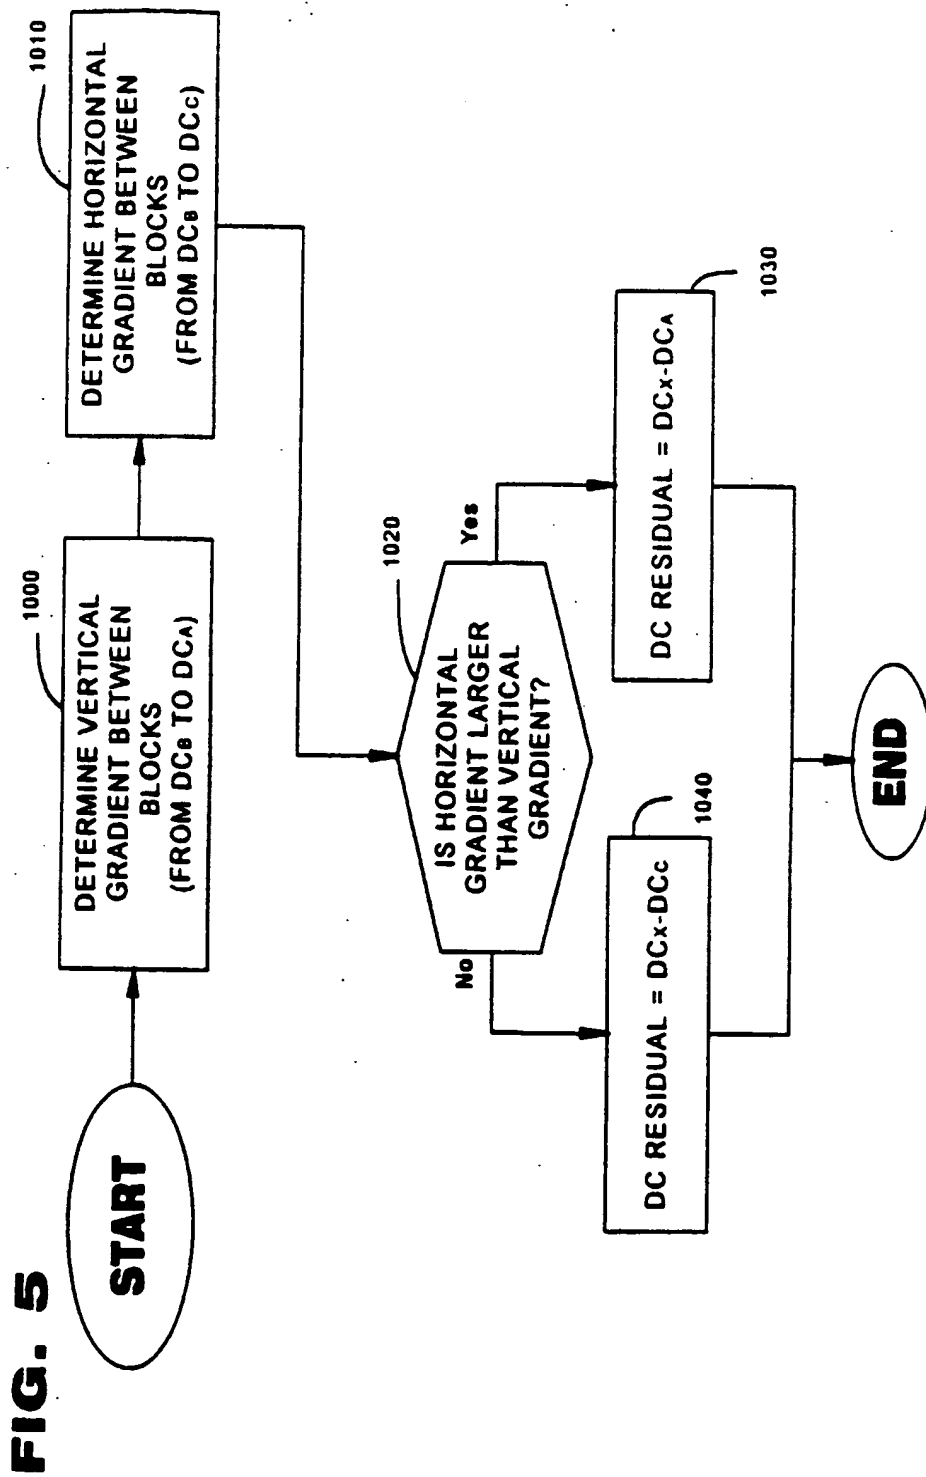 FIG. 5
START
1000
DETERMINE VERTICAL
GRADIENT BETWEEN
BLOCKS
(FROM DCB TO DCA)
1010
DETERMINE HORIZONTAL
GRADIENT BETWEEN
BLOCKS
(FROM DCB TO DCC)
1020
IS HORIZONTAL
GRADIENT LARGER
THAN VERTICAL
GRADIENT?
No
Yes
1040
DC RESIDUAL = DCX-DCC
1030
DC RESIDUAL = DCX-DCA
END